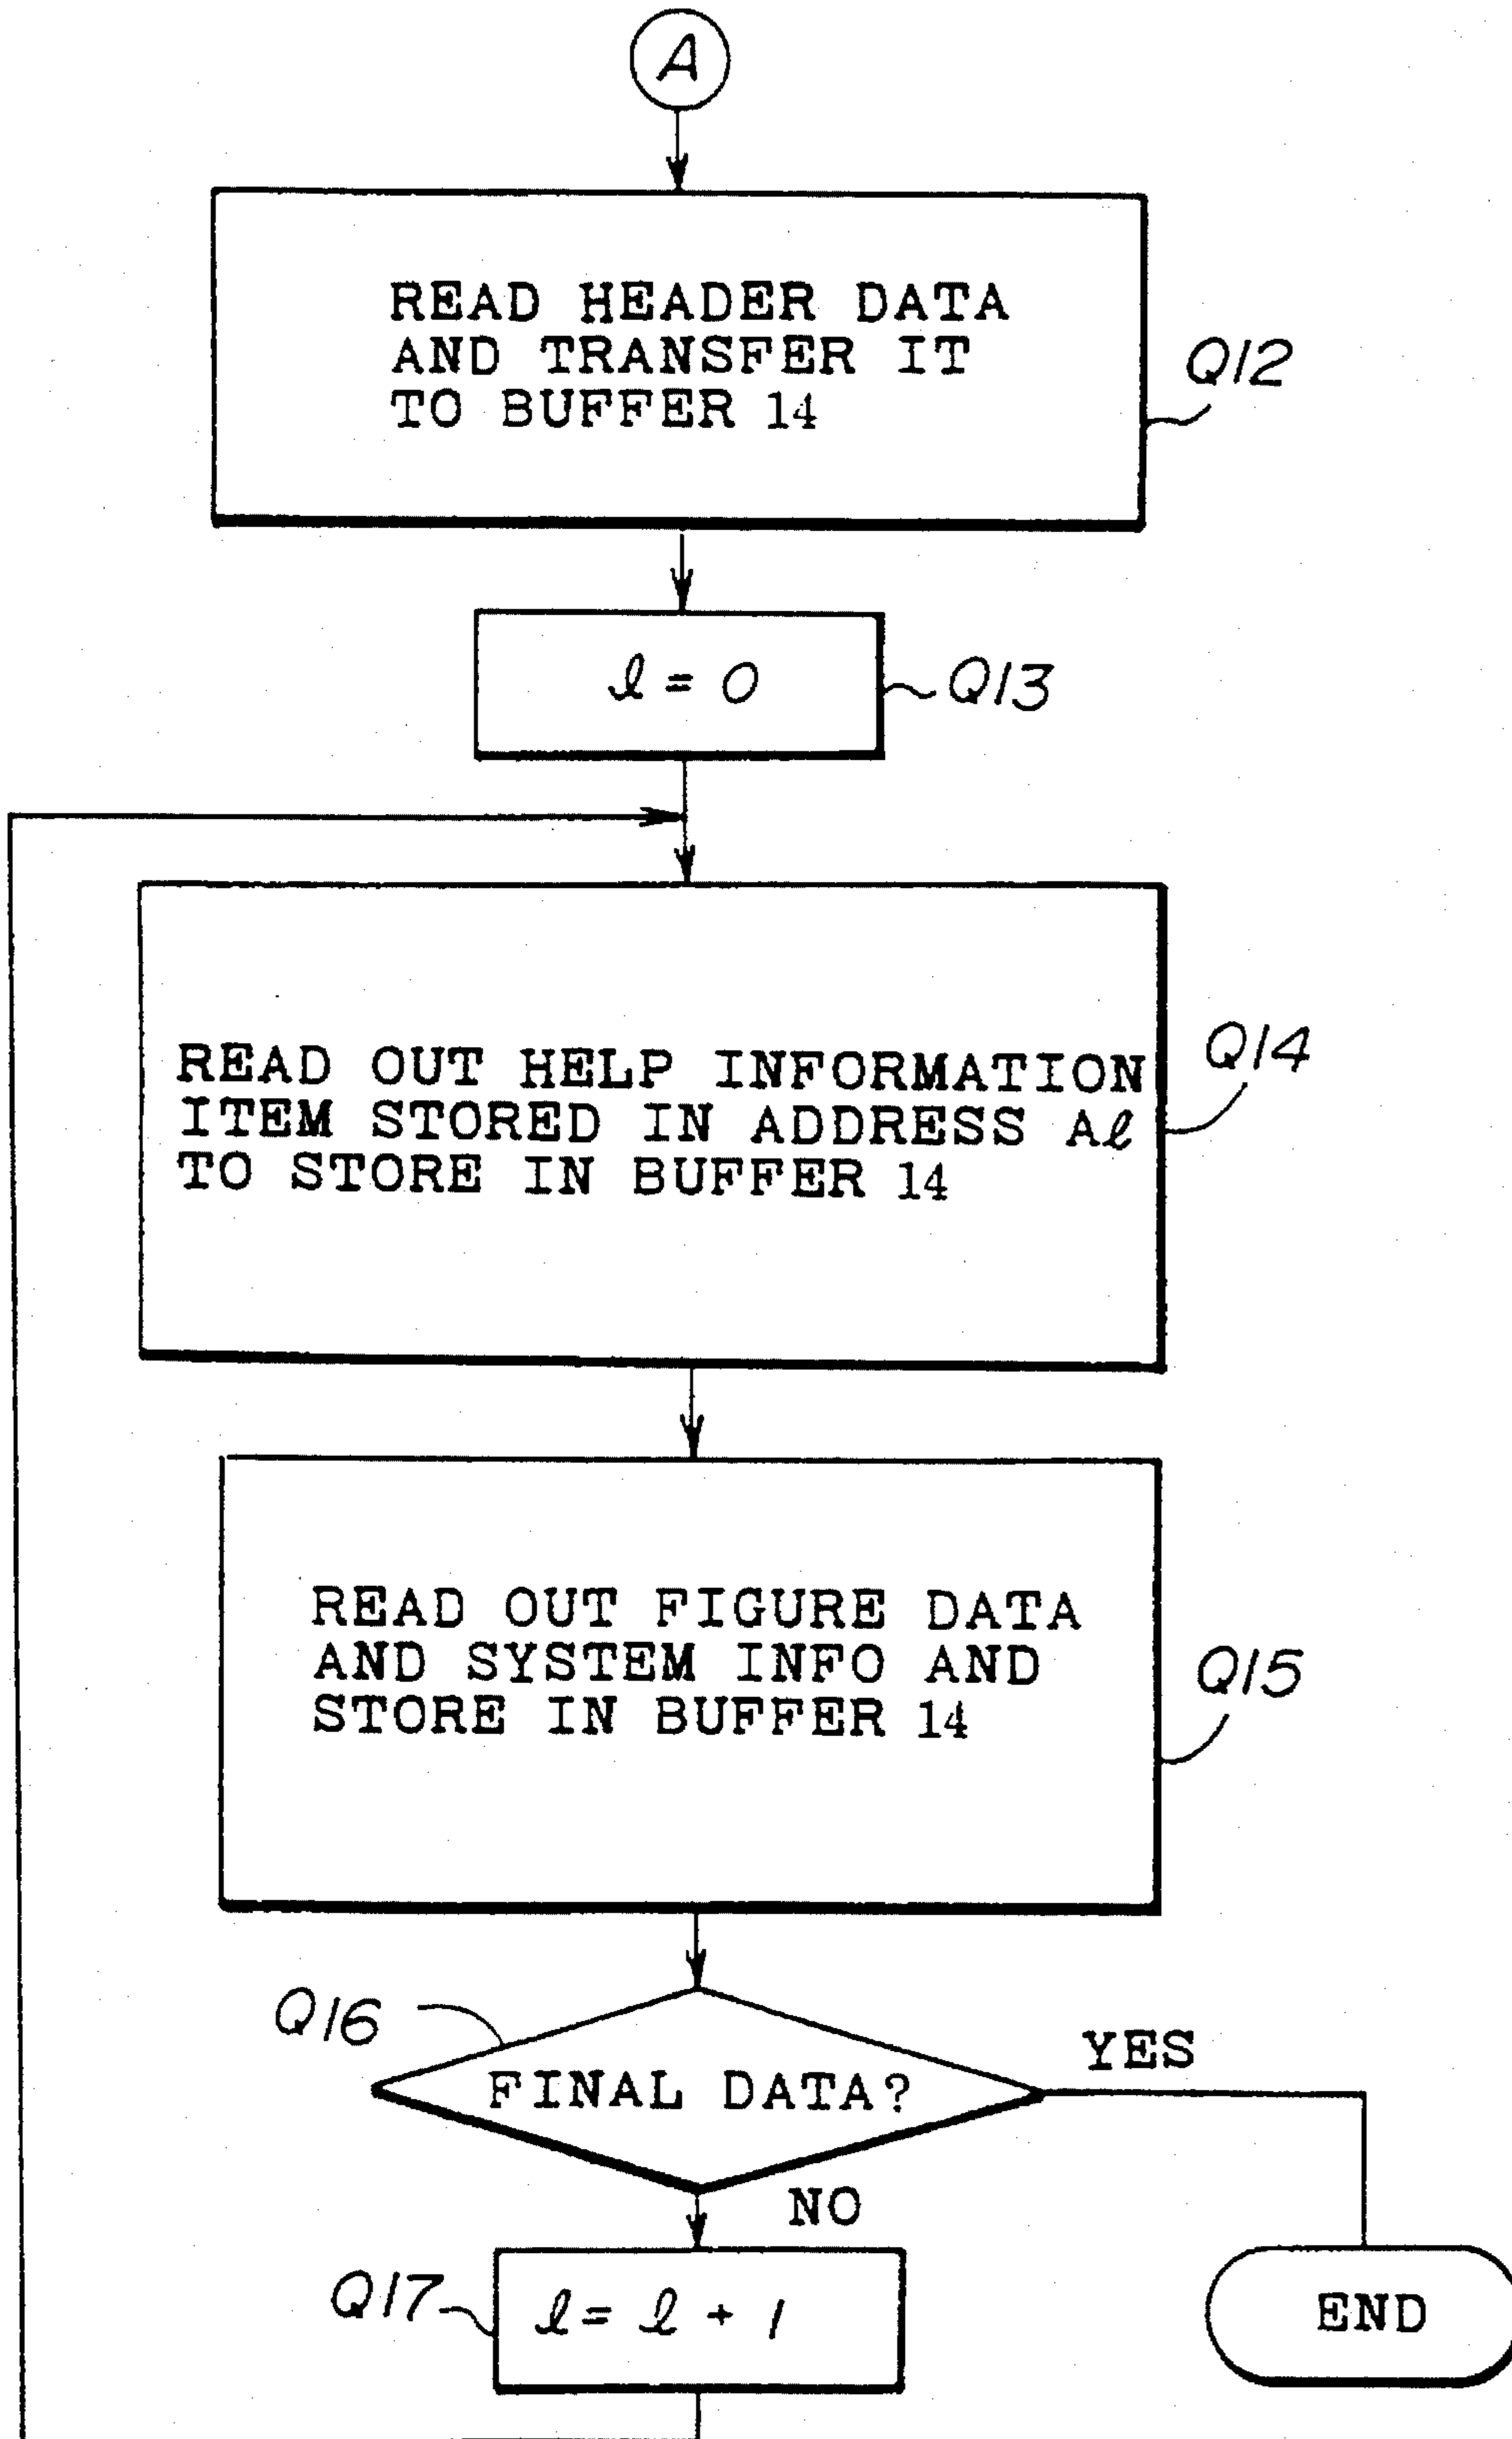 A
READ HEADER DATA
AND TRANSFER IT
TO BUFFER 14
Q12
ℓ = 0
Q13
READ OUT HELP INFORMATION
ITEM STORED IN ADDRESS Aℓ
TO STORE IN BUFFER 14
Q14
READ OUT FIGURE DATA
AND SYSTEM INFO AND
STORE IN BUFFER 14
Q15
Q16
FINAL DATA?
YES
NO
Q17
ℓ = ℓ + 1
END